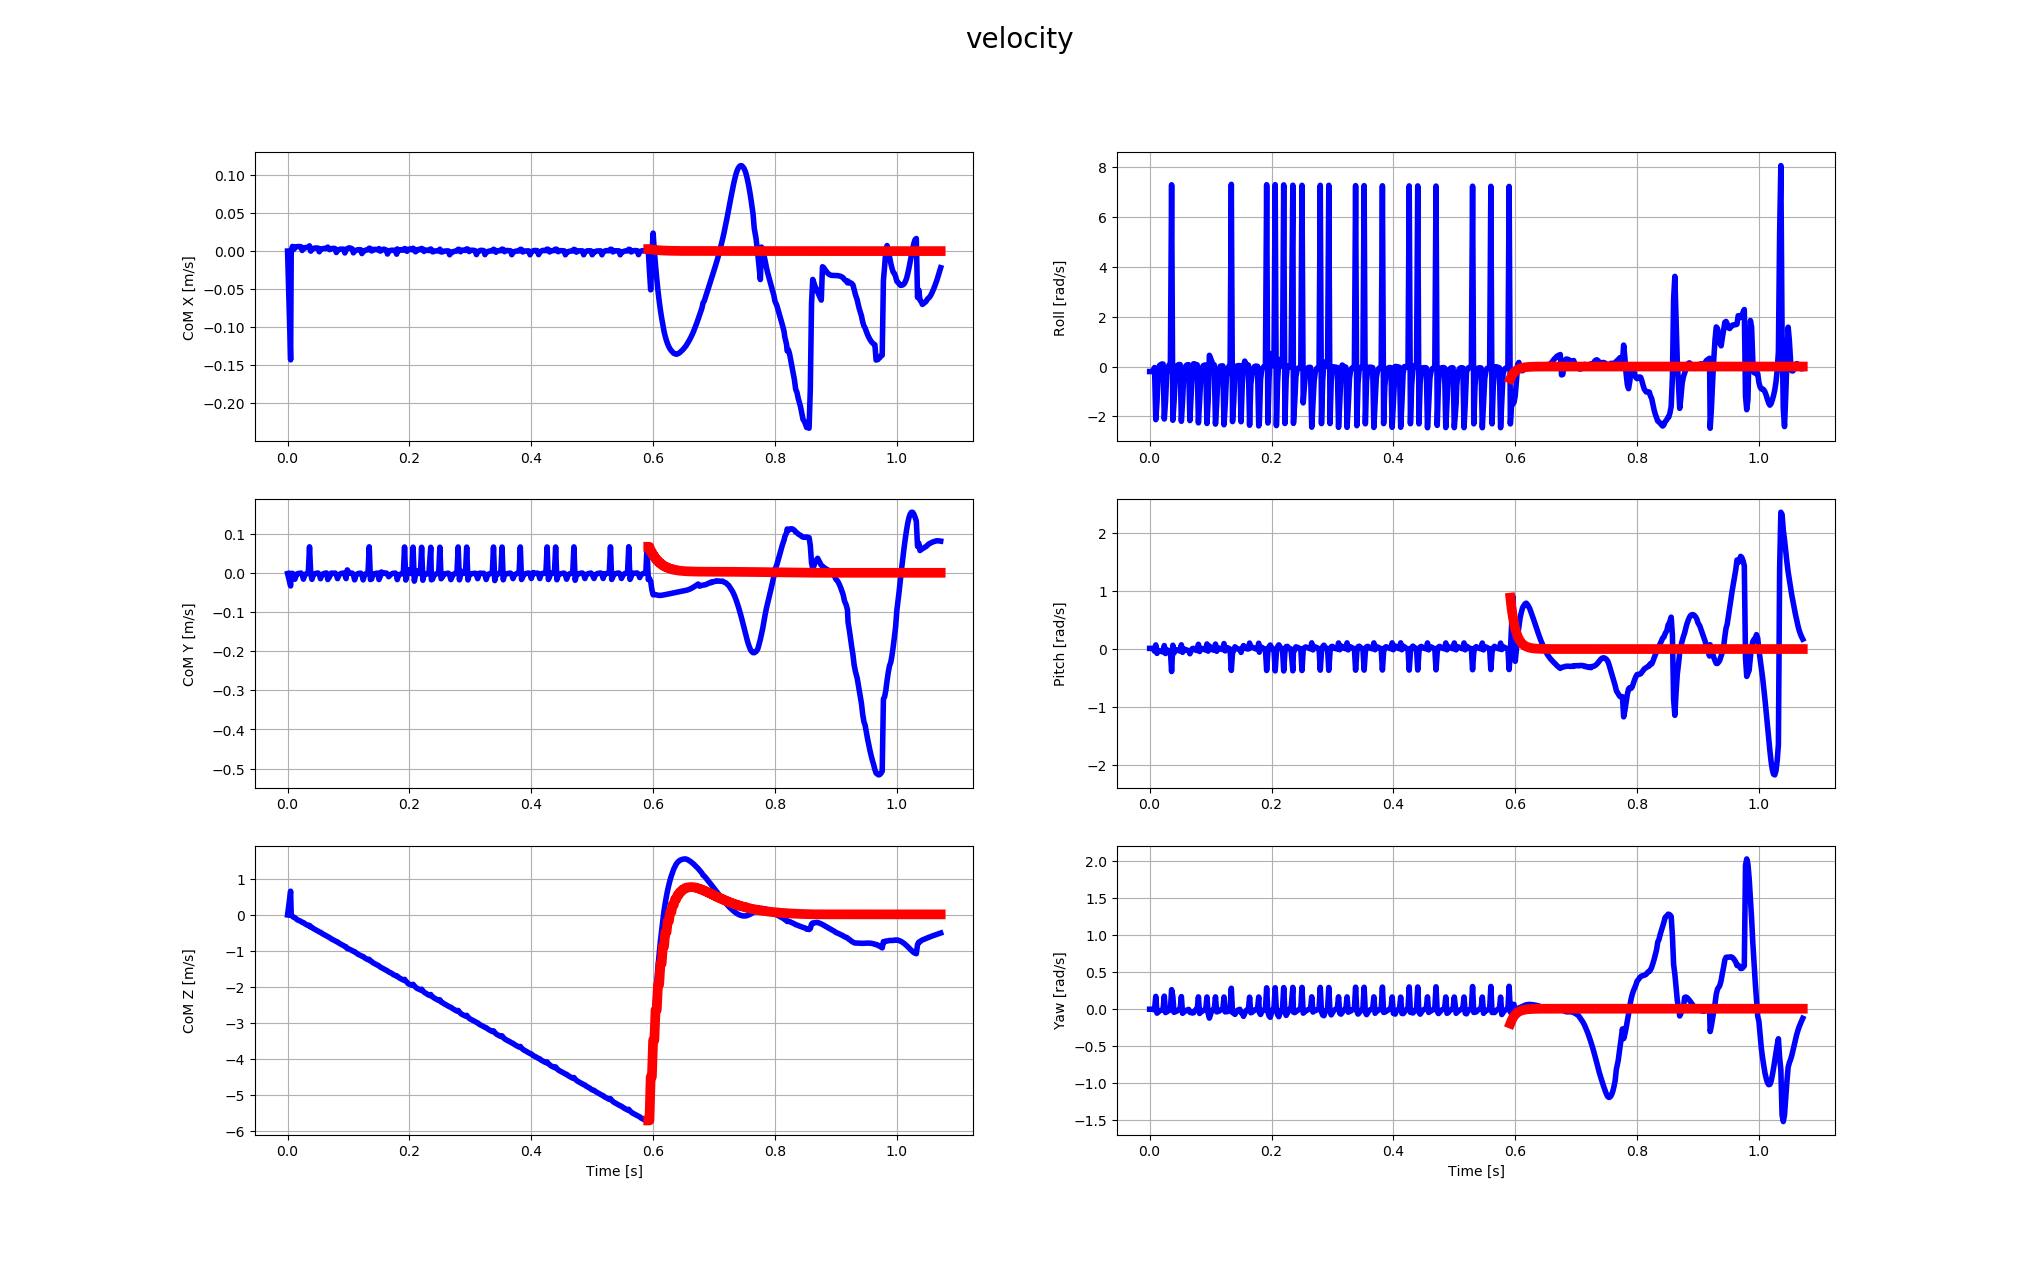 velocity
CoM X [m/s]
0.10
0.05
0.00
−0.05
−0.10
−0.15
−0.20
0.0 0.2 0.4 0.6 0.8 1.0
Roll [rad/s]
8
6
4
2
0
−2
0.0 0.2 0.4 0.6 0.8 1.0
CoM Y [m/s]
0.1
0.0
−0.1
−0.2
−0.3
−0.4
−0.5
0.0 0.2 0.4 0.6 0.8 1.0
Pitch [rad/s]
2
1
0
−1
−2
0.0 0.2 0.4 0.6 0.8 1.0
CoM Z [m/s]
1
0
−1
−2
−3
−4
−5
−6
0.0 0.2 0.4 0.6 0.8 1.0
Time [s]
Yaw [rad/s]
2.0
1.5
1.0
0.5
0.0
−0.5
−1.0
−1.5
0.0 0.2 0.4 0.6 0.8 1.0
Time [s]